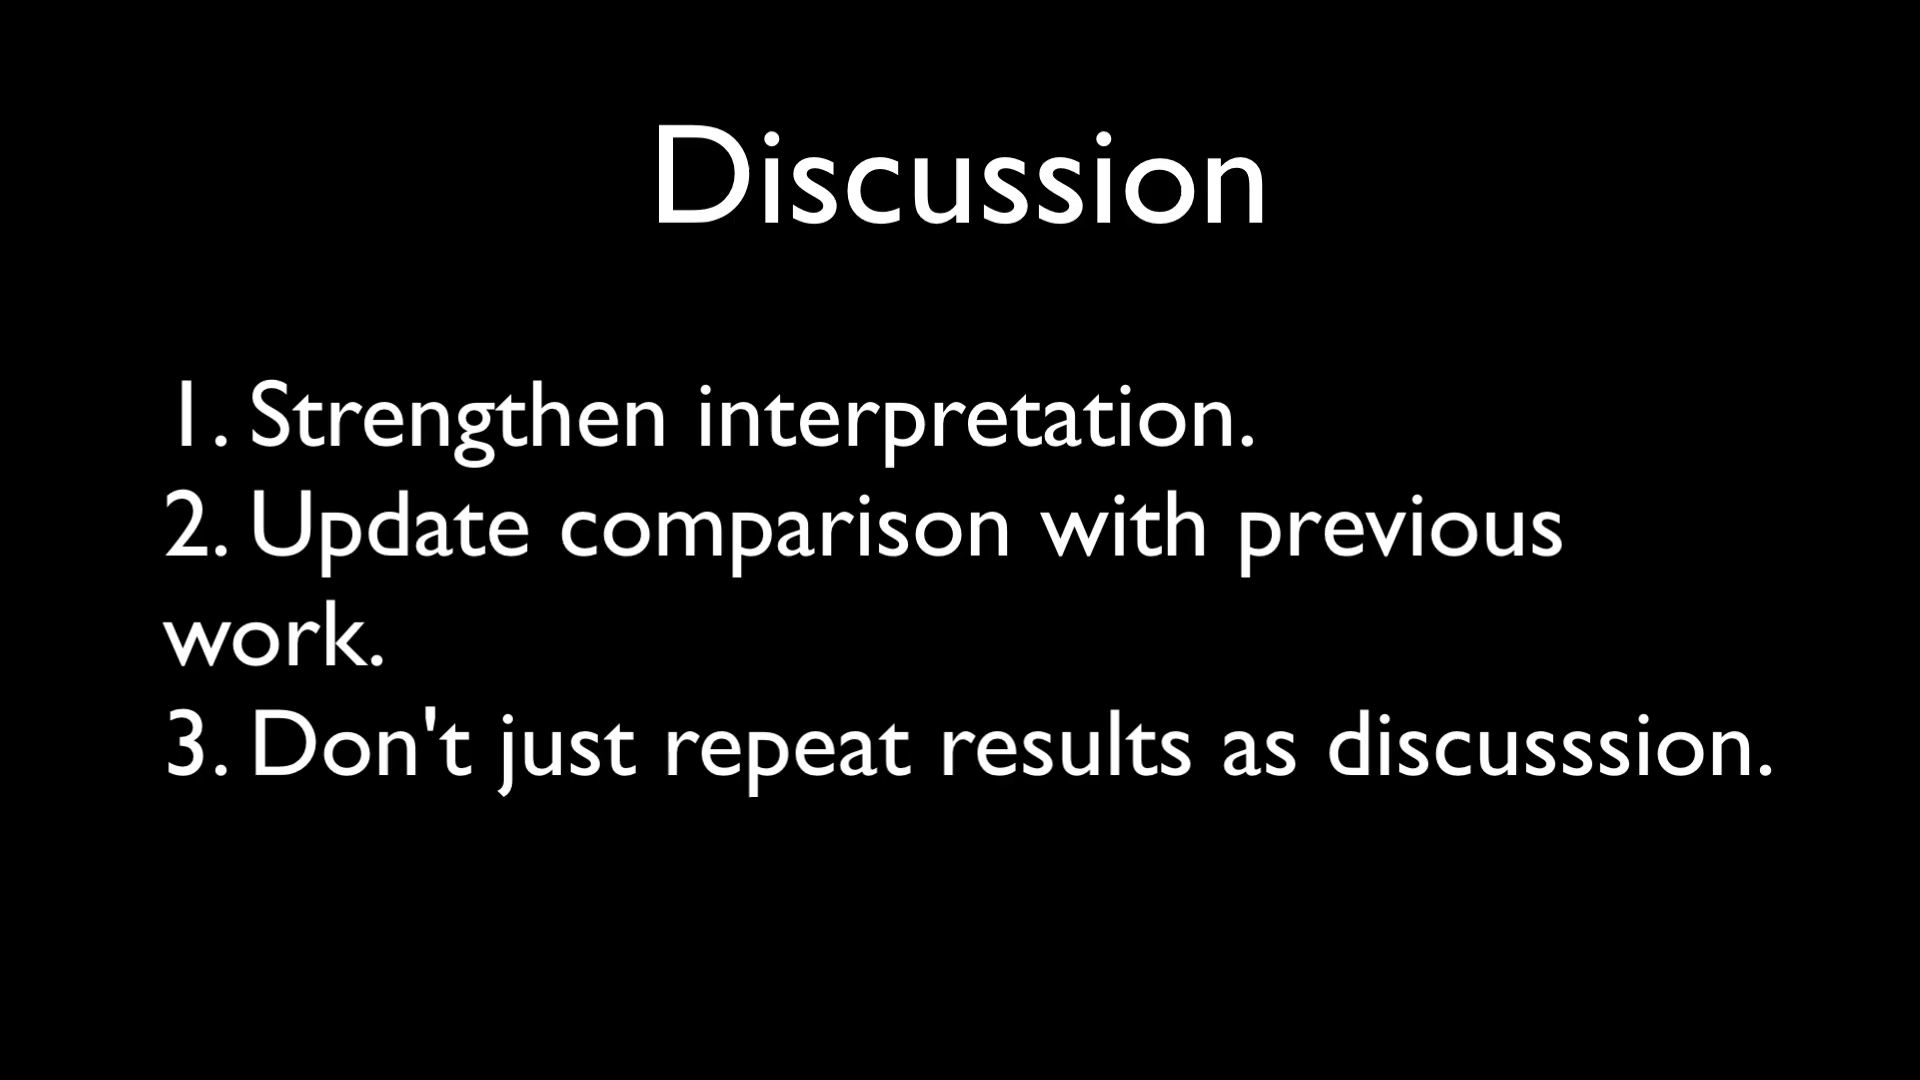 Discussion
1. Strengthen interpretation.
2. Update comparison with previous
work.
3. Don't just repeat results as discusssion.